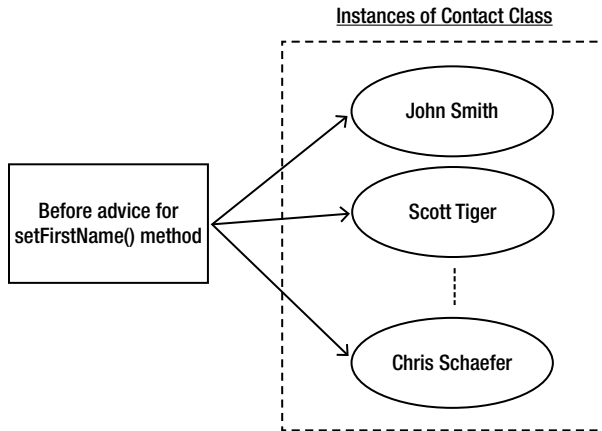 Instances of Contact Class
John Smith
Before advice for
setFirstName() method
Scott Tiger
Chris Schaefer